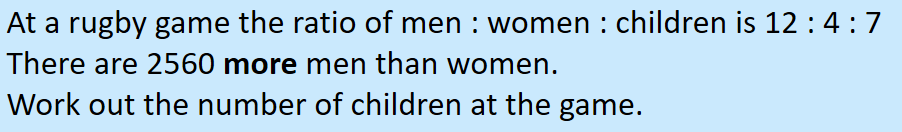 At a rugby game the ratio of men : women : children is 12 : 4 : 7
There are 2560 more men than women.
Work out the number of children at the game.